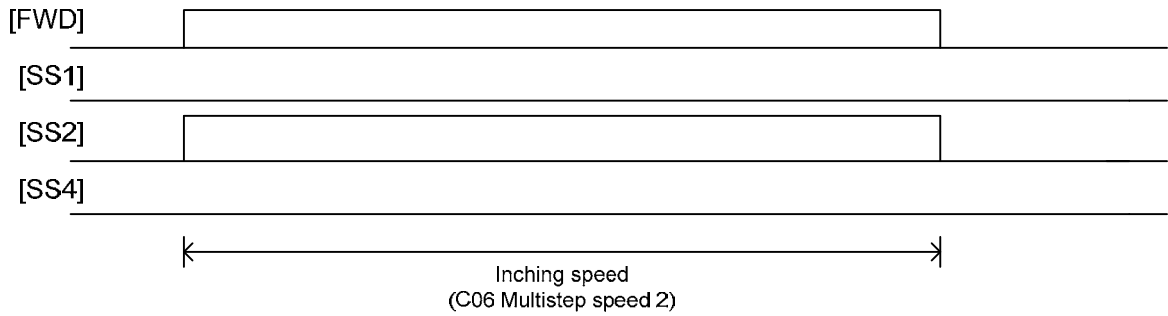 [FWD]
[SS1]
[SS2]
[SS4]
Inching speed
(C06 Multistep speed 2)